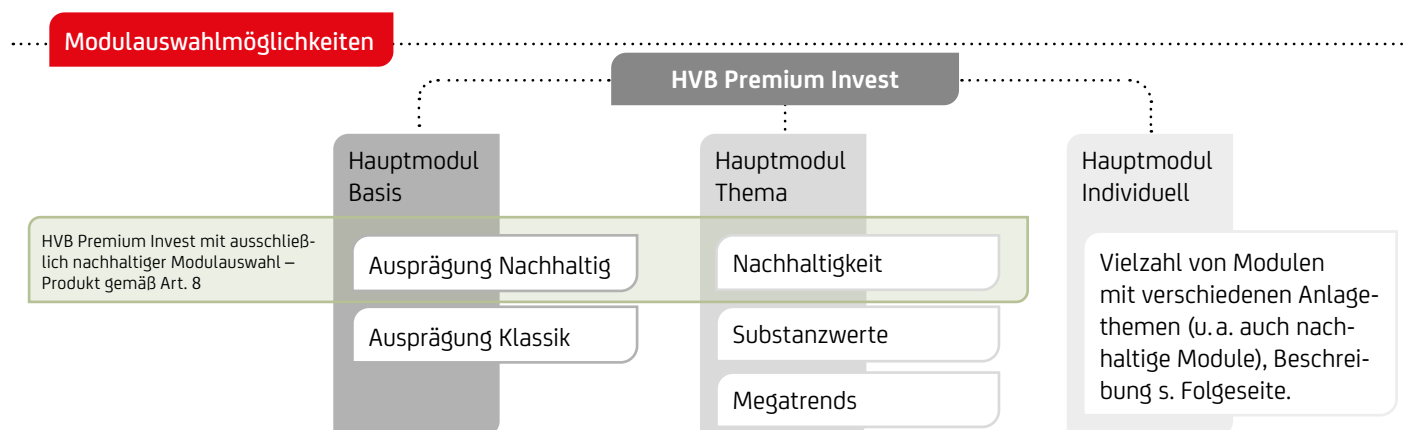 Modulauswahlmöglichkeiten
HVB Premium Invest
Hauptmodul
Basis
Hauptmodul
Thema
Hauptmodul
Individuell
HVB Premium Invest mit ausschließ-
lich nachhaltiger Modulauswahl –
Produkt gemäß Art. 8
Ausprägung Nachhaltig
Ausprägung Klassik
Nachhaltigkeit
Substanzwerte
Megatrends
Vielzahl von Modulen
mit verschiedenen Anlage-
themen (u. a. auch nach-
haltige Module), Beschrei-
bung s. Folgeseite.